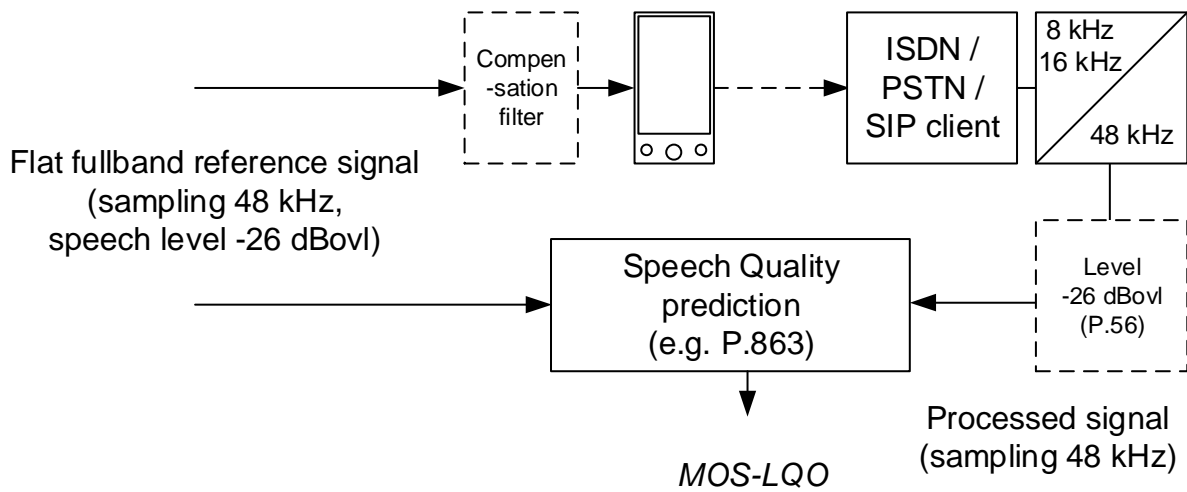 Compen
-sation
filter
ISDN /
PSTN /
SIP client
8 kHz
16 kHz
48 kHz
Flat fullband reference signal
(sampling 48 kHz,
speech level -26 dBovl)
Speech Quality
prediction
(e.g. P.863)
Level
-26 dBovl
(P.56)
Processed signal
(sampling 48 kHz)
MOS-LQO